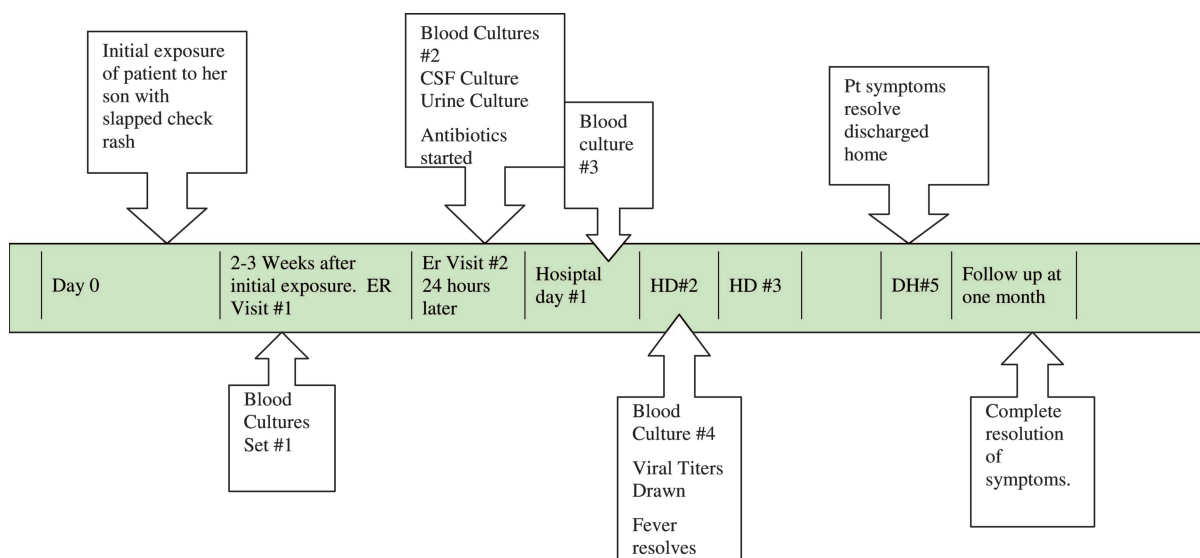 Initial exposure
of patient to her
son with
slapped check
rash
Blood Cultures
#2
CSF Culture
Urine Culture
Antibiotics
started
Blood
culture
#3
Pt symptoms
resolve
discharged
home
Day 0
2-3 Weeks after
initial exposure. ER
Visit #1
Er Visit #2
24 hours
later
Hosiptal
day #1
HD#2
HD #3
DH#5
Follow up at
one month
Blood
Cultures
Set #1
Blood
Culture #4
Viral Titers
Drawn
Fever
resolves
Complete
resolution
of
symptoms.